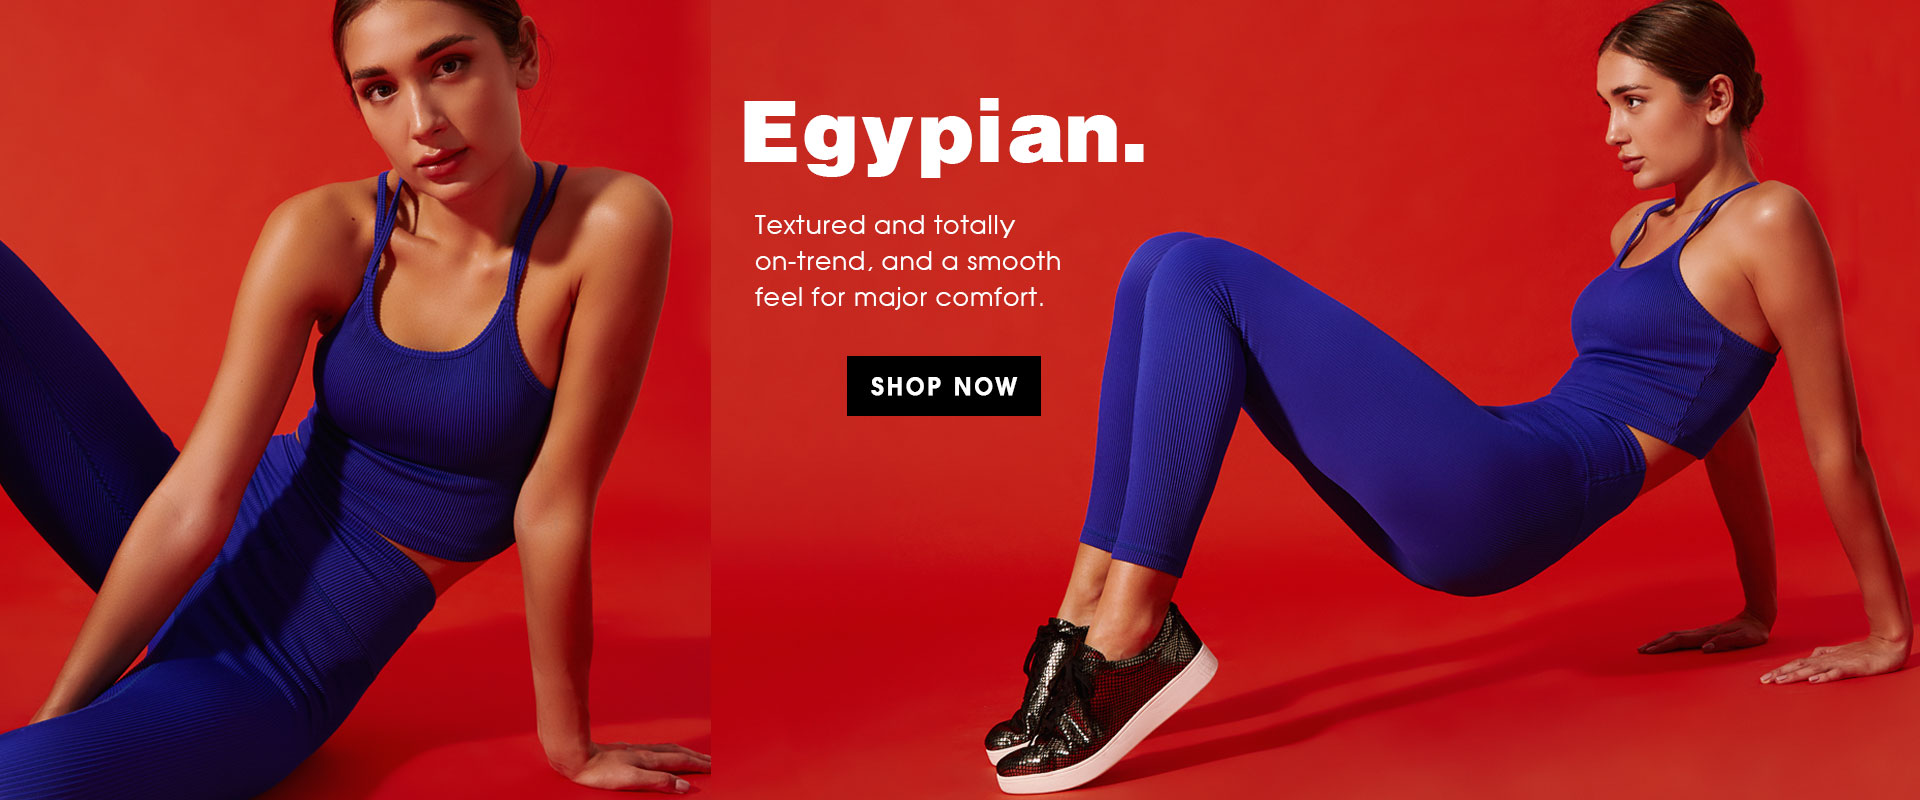 Egypian.
Textured and totally
on-trend, and a smooth
feel for major comfort.
SHOP NOW